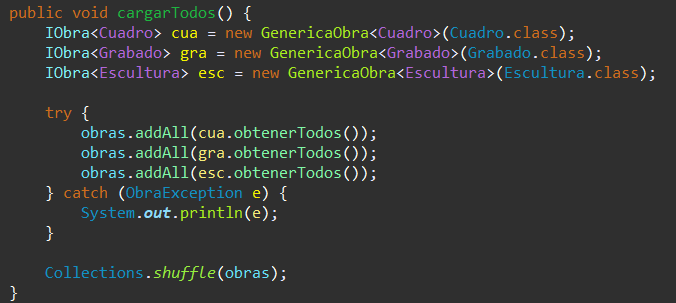 public void cargarTodos() {
    IObra<Cuadro> cua = new GenericaObra<Cuadro>(Cuadro.class);
    IObra<Grabado> gra = new GenericaObra<Grabado>(Grabado.class);
    IObra<Escultura> esc = new GenericaObra<Escultura>(Escultura.class);

    try {
        obras.addAll(cua.obtenerTodos());
        obras.addAll(gra.obtenerTodos());
        obras.addAll(esc.obtenerTodos());
    } catch (ObraException e) {
        System.out.println(e);
    }

    Collections.shuffle(obras);
}